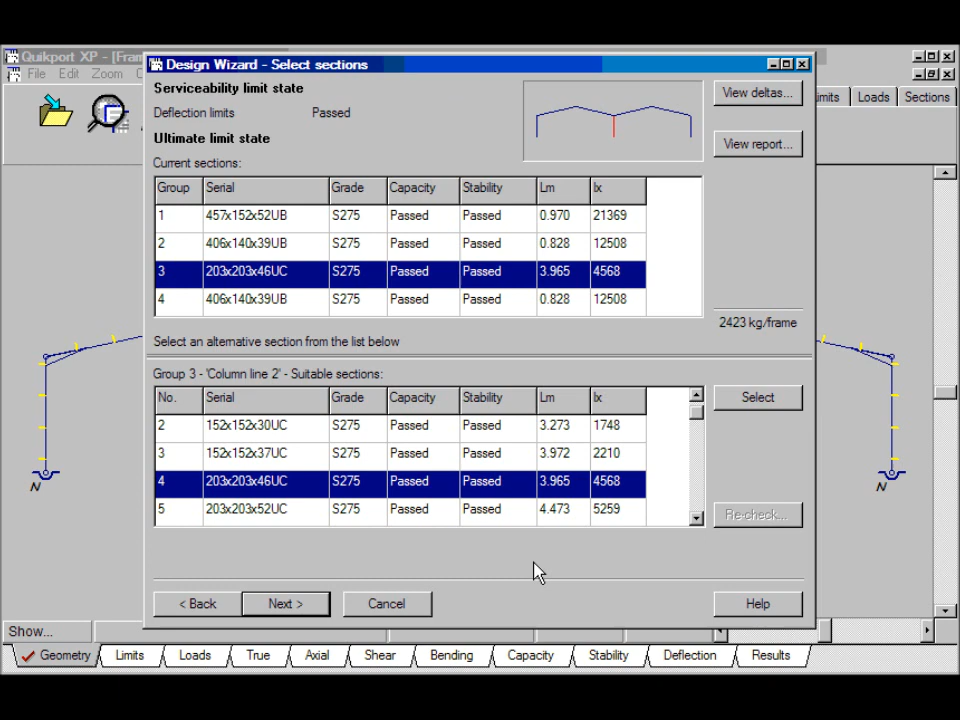 Quikport XP - [Fram
Design Wizard - Select sections
File Edit Zoom
imits Loads Sections
Serviceability limit state
Deflection limits Passed
View deltas...
Ultimate limit state
View report...
Current sections:
Group Serial Grade Capacity Stability Lm Ix
1 457x152x52UB S275 Passed Passed 0.970 21369
2 406x140x39UB S275 Passed Passed 0.828 12508
3 203x203x46UC S275 Passed Passed 3.965 4568
4 406x140x39UB S275 Passed Passed 0.828 12508
2423 kg/frame
Select an alternative section from the list below
Group 3 - 'Column line 2' - Suitable sections:
No. Serial Grade Capacity Stability Lm Ix
Select
2 152x152x30UC S275 Passed Passed 3.273 1748
3 152x152x37UC S275 Passed Passed 3.972 2210
4 203x203x46UC S275 Passed Passed 3.965 4568
5 203x203x52UC S275 Passed Passed 4.473 5259
Re-check...
N N
< Back Next > Cancel Help
Show...
Geometry Limits Loads True Axial Shear Bending Capacity Stability Deflection Results